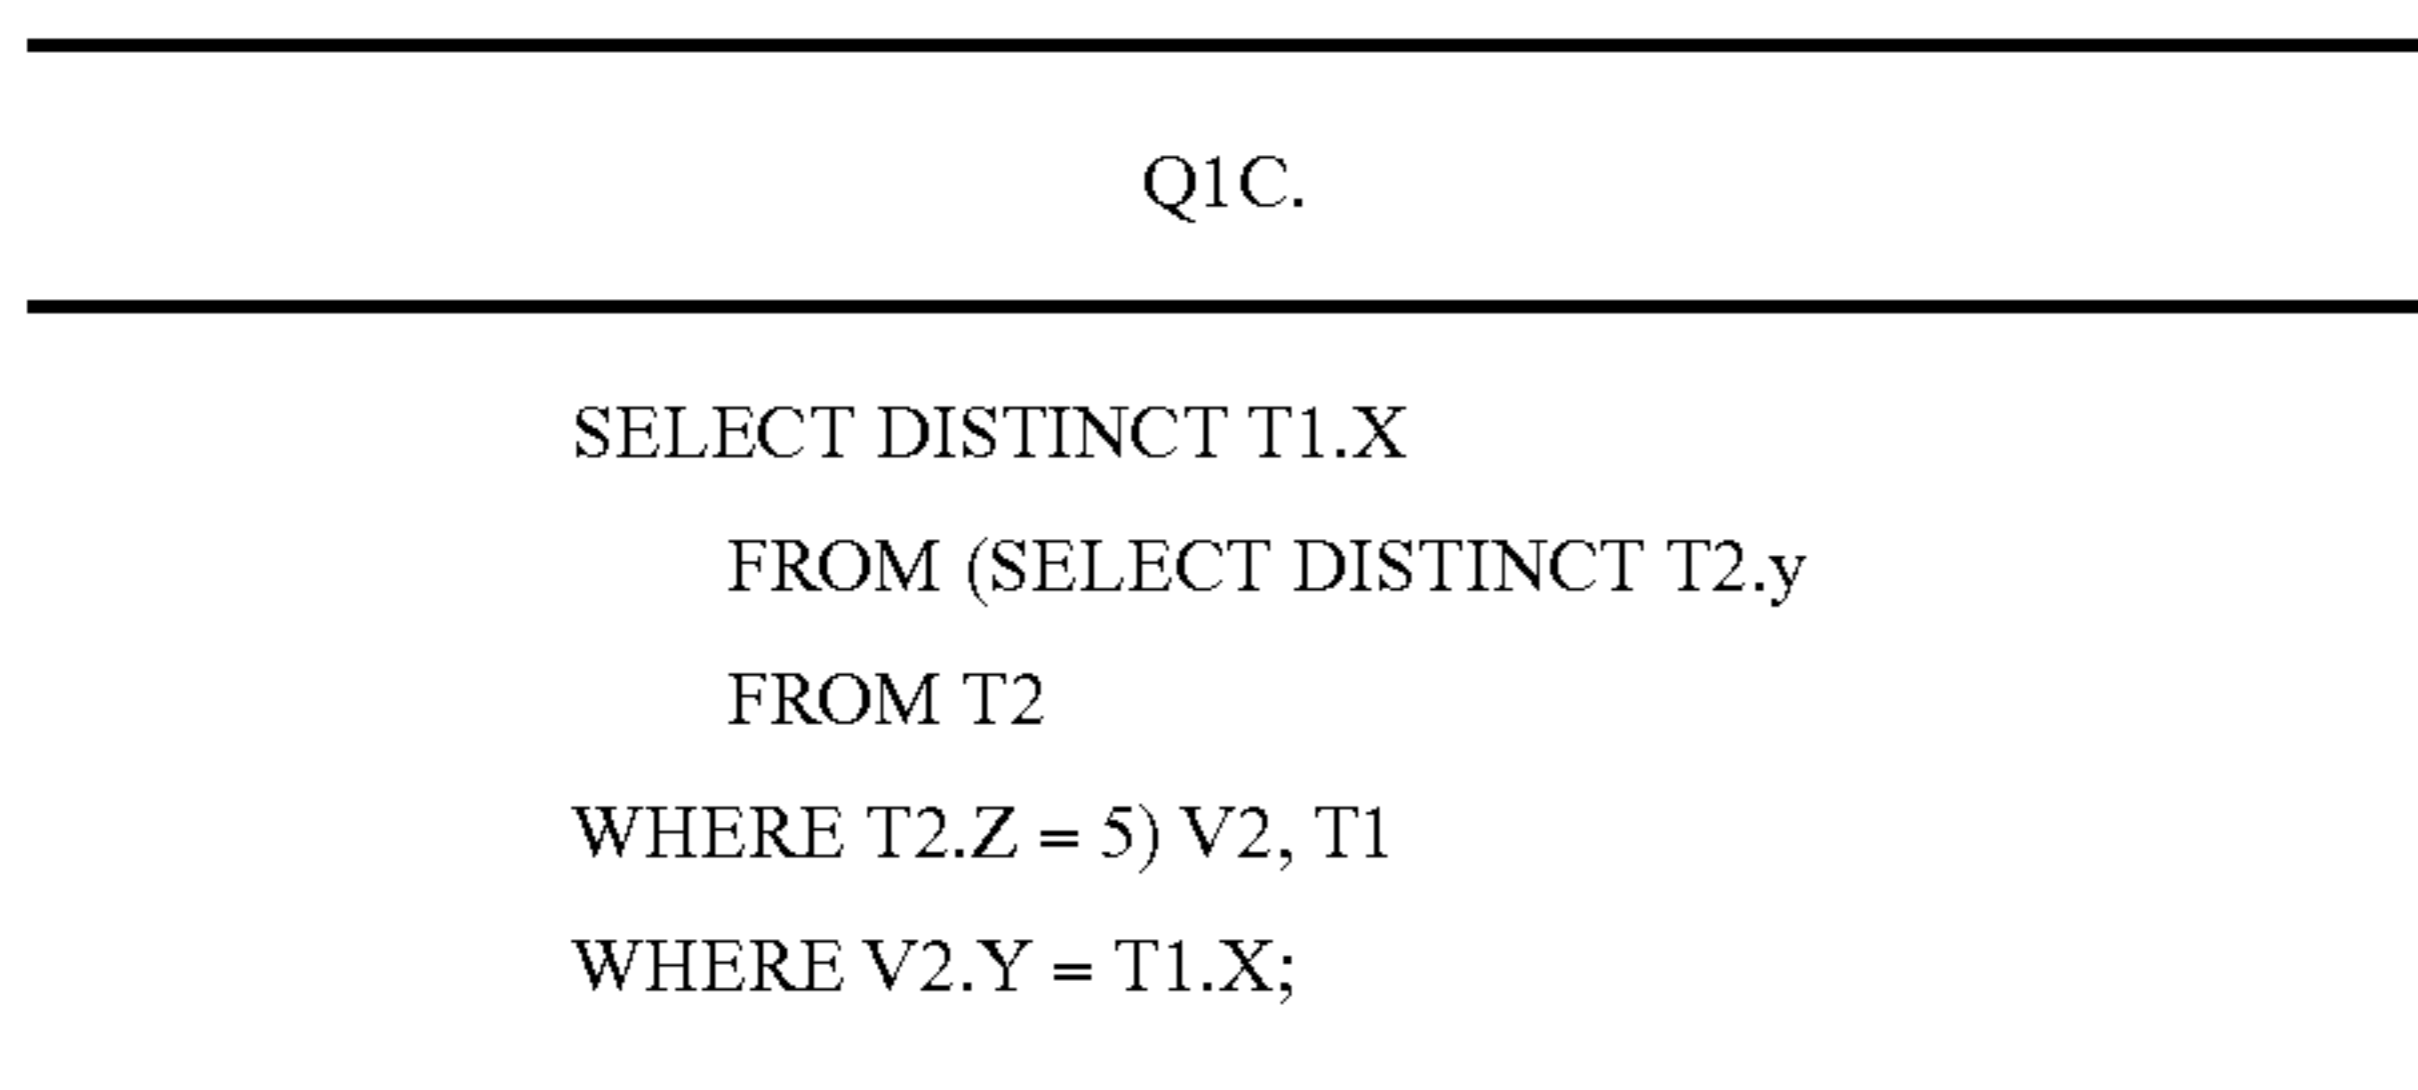 Q1C.
SELECT DISTINCT T1.X
FROM (SELECT DISTINCT T2.y
FROM T2
WHERE T2.Z = 5) V2, T1
WHERE V2.Y = T1.X;